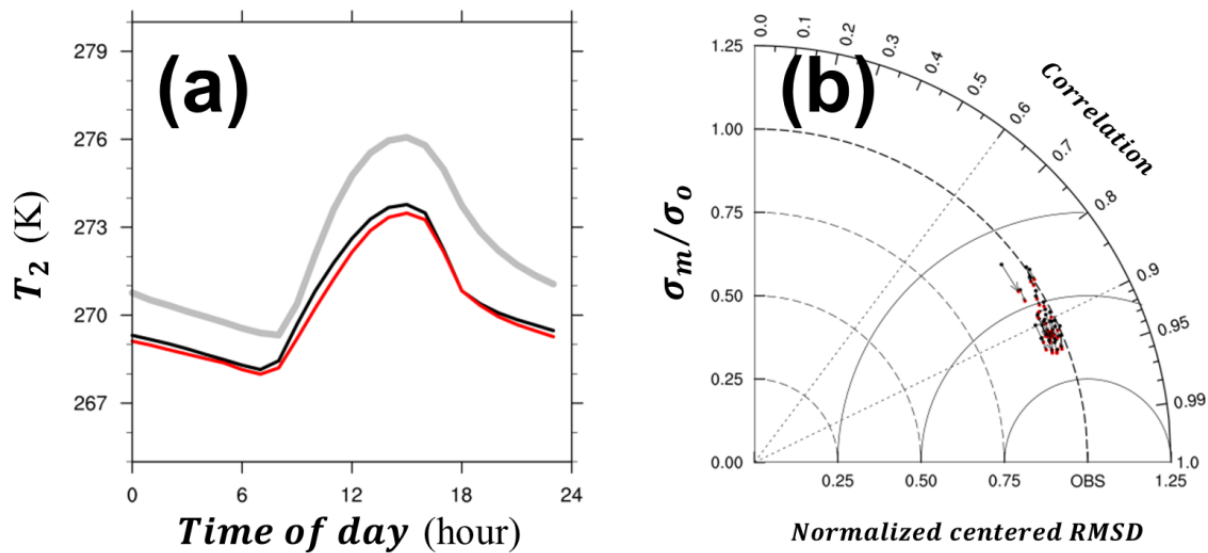 (a)
T₂ (K)
279
276
273
270
267
0 6 12 18 24
Time of day (hour)
(b)
σₘ/σₒ
1.25
1.00
0.75
0.50
0.25
0.00
0.25 0.75 OBS 1.25
Normalized centered RMSD
Correlation
0.0
0.1
0.2
0.3
0.4
0.5
0.6
0.7
0.8
0.9
0.95
0.99
1.0